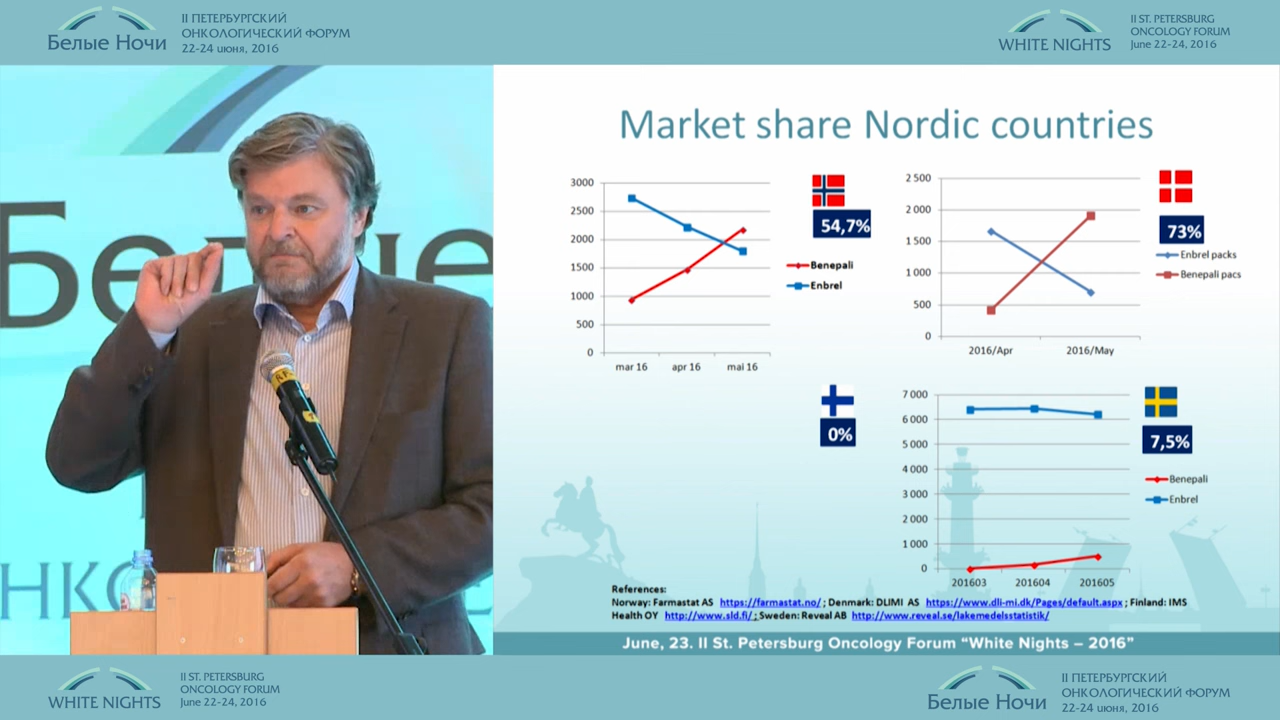 Белые Ночи
II ПЕТЕРБУРГСКИЙ
ОНКОЛОГИЧЕСКИЙ ФОРУМ
22-24 июня, 2016
WHITE NIGHTS
II ST. PETERSBURG
ONCOLOGY FORUM
June 22-24, 2016
Market share Nordic countries
3000
2500
2000
1500
1000
500
0
mar 16 apr 16 mai 16
54,7%
Benepali
Enbrel
2 500
2 000
1 500
1 000
500
0
2016/Apr 2016/May
73%
Enbrel packs
Benepali pacs
0%
7 000
6 000
5 000
4 000
3 000
2 000
1 000
0
201603 201604 201605
7,5%
Benepali
Enbrel
References:
Norway: Farmastat AS https://farmastat.no/ ; Denmark: DLIMI AS https://www.dli-mi.dk/Pages/default.aspx ; Finland: IMS
Health OY http://www.sld.fi/ ; Sweden: Reveal AB http://www.reveal.se/lakemedelsstatistik/
June, 23. II St. Petersburg Oncology Forum “White Nights – 2016”
WHITE NIGHTS
II ST. PETERSBURG
ONCOLOGY FORUM
June 22-24, 2016
Белые Ночи
II ПЕТЕРБУРГСКИЙ
ОНКОЛОГИЧЕСКИЙ ФОРУМ
22-24 июня, 2016